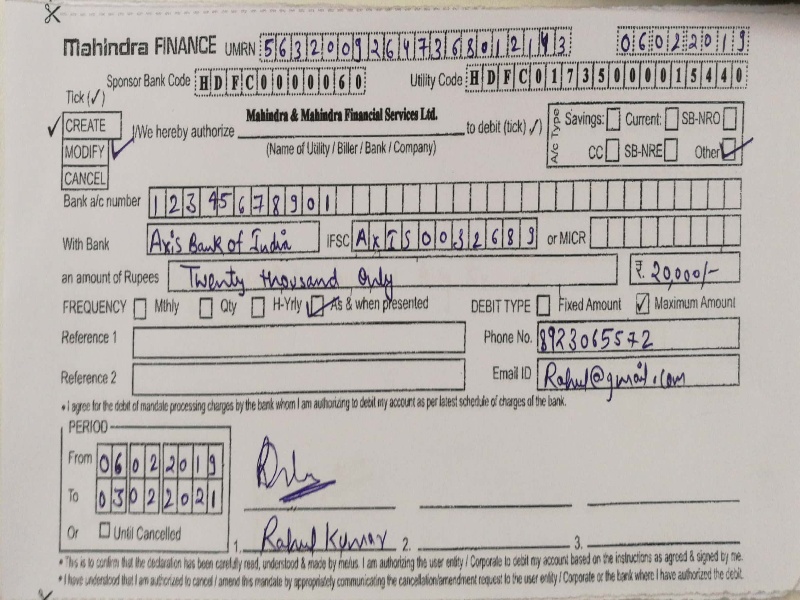 Mahindra FINANCE UMRN 56320092647368012193 06022019
Sponsor Bank Code HDFC0000060 Utility Code HDFC01735000015440
Tick (✓)
CREATE
MODIFY
CANCEL
I/We hereby authorize Mahindra & Mahindra Financial Services Ltd. to debit (tick ✓)
(Name of Utility / Biller / Bank / Company)
A/c Type Savings: Current: SB-NRO
CC SB-NRE Other
Bank a/c number 12345678901
With Bank Axis Bank of India IFSC AXIS0032689 or MICR
an amount of Rupees Twenty thousand Only ₹ 20,000/-
FREQUENCY Mthly Qty H-Yrly As & when presented DEBIT TYPE Fixed Amount Maximum Amount
Reference 1 Phone No. 8923065572
Reference 2 Email ID Rahul@gmail.com
• I agree for the debit of mandate processing charges by the bank whom I am authorizing to debit my account as per latest schedule of charges of the bank.
PERIOD
From 06022019
To 03022021
Or Until Cancelled
1. Rahul Kumar 2. 3.
• This is to confirm that the declaration has been carefully read, understood & made by me/us. I am authorizing the user entity / Corporate to debit my account based on the instructions as agreed & signed by me.
• I have understood that I am authorized to cancel / amend this mandate by appropriately communicating the cancellation/amendment request to the user entity / Corporate or the bank where I have authorized the debit.